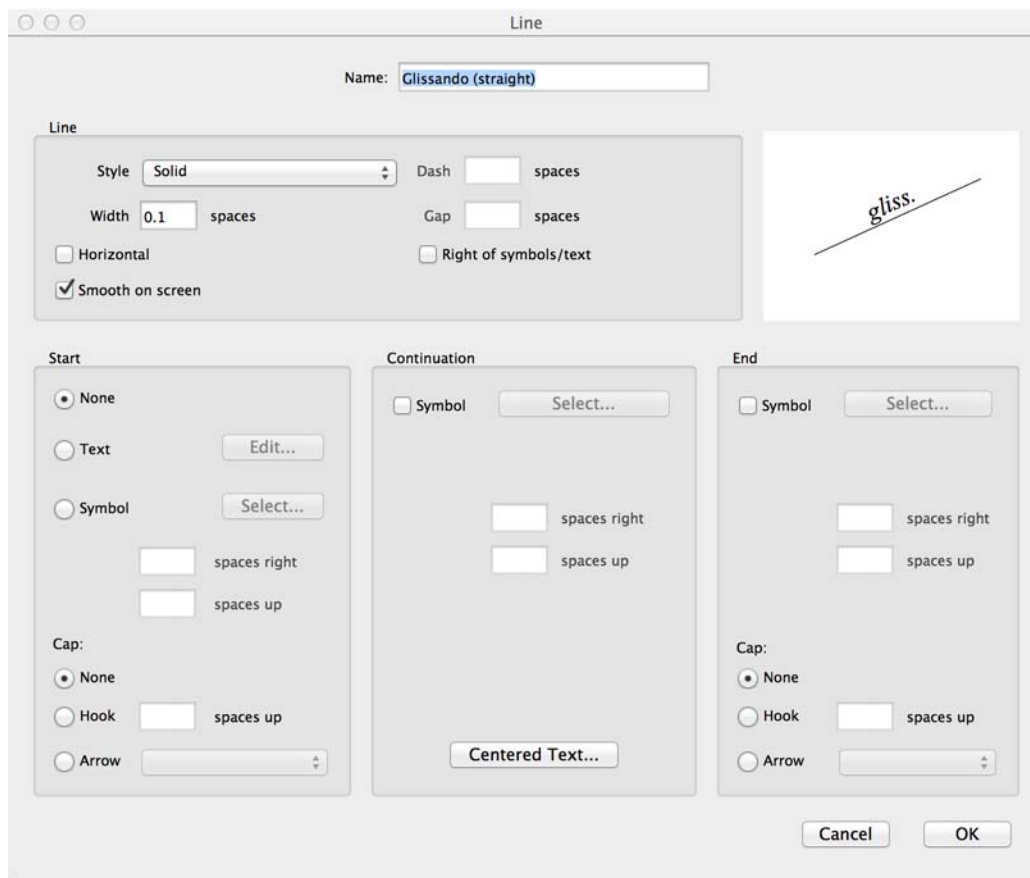 Line
Name: Glissando (straight)
Line
Style Solid Dash spaces
Width 0.1 spaces Gap spaces
Horizontal Right of symbols/text
Smooth on screen
gliss.
Start
None
Text Edit...
Symbol Select...
spaces right
spaces up
Cap:
None
Hook spaces up
Arrow
Continuation
Symbol Select...
spaces right
spaces up
Centered Text...
End
Symbol Select...
spaces right
spaces up
Cap:
None
Hook spaces up
Arrow
Cancel OK